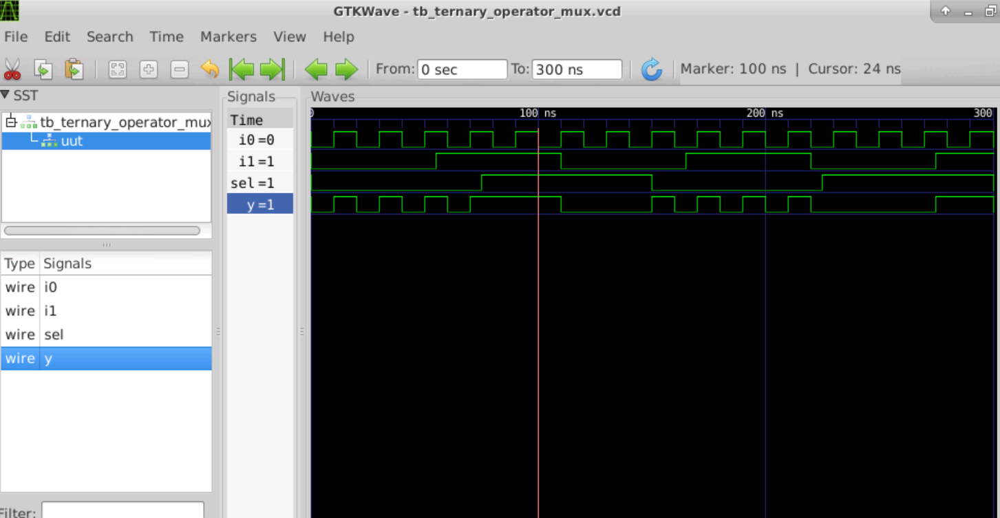 GTKWave - tb_ternary_operator_mux.vcd
File Edit Search Time Markers View Help
From: 0 sec To: 300 ns Marker: 100 ns | Cursor: 24 ns
SST
tb_ternary_operator_mux
uut
Type Signals
wire i0
wire i1
wire sel
wire y
Filter:
Signals
Time
i0 =0
i1 =1
sel =1
y =1
Waves
0 100 ns 200 ns 300